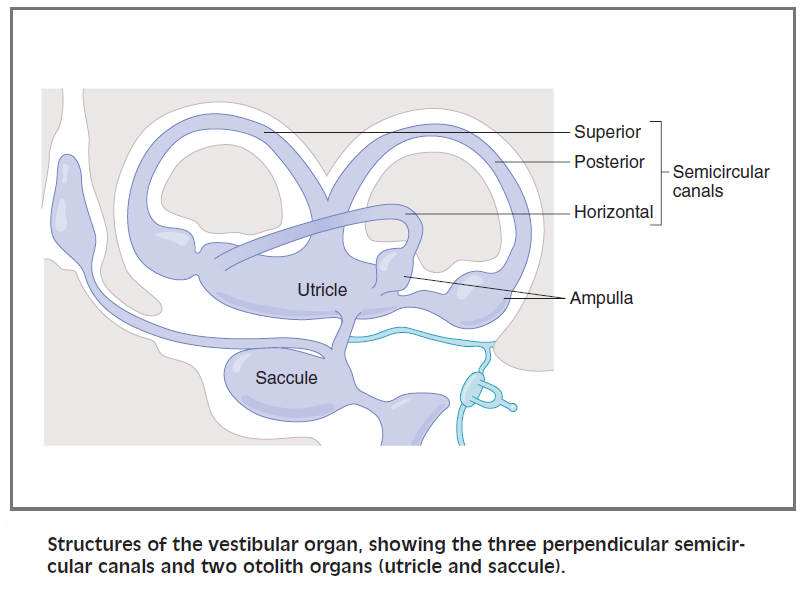 Superior
Posterior
Semicircular
canals
Horizontal
Utricle
Ampulla
Saccule
Structures of the vestibular organ, showing the three perpendicular semicir-
cular canals and two otolith organs (utricle and saccule).